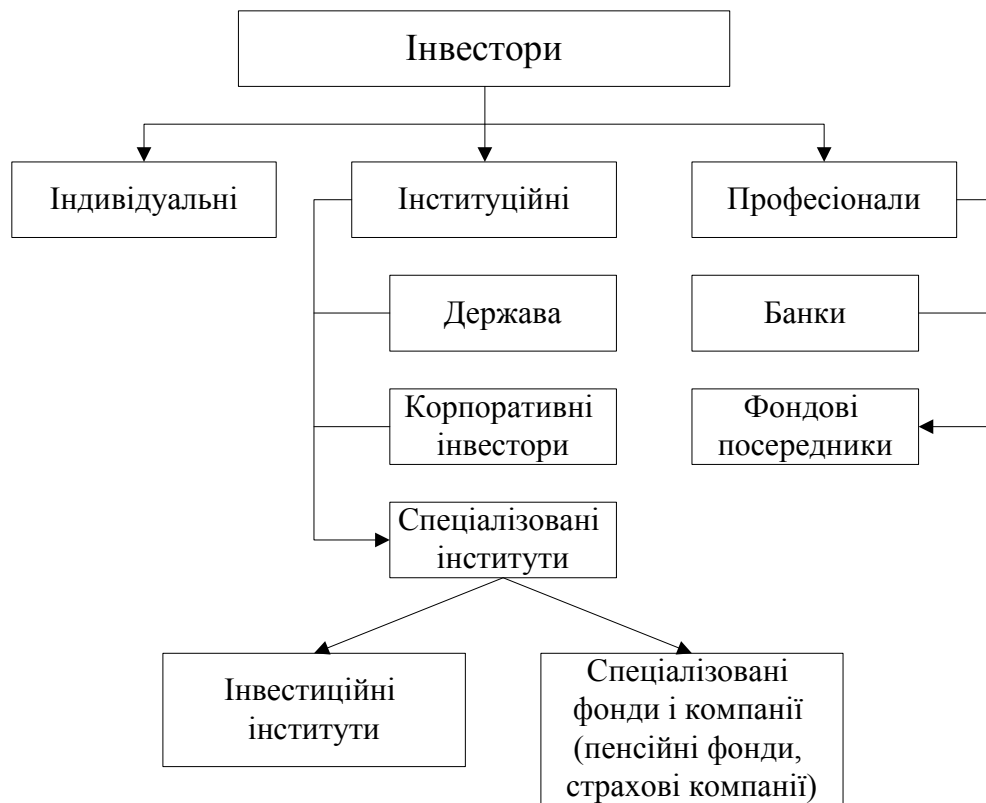 Інвестори
Індивідуальні
Інституційні
Професіонали
Держава
Банки
Корпоративні
інвестори
Фондові
посередники
Спеціалізовані
інститути
Інвестиційні
інститути
Спеціалізовані
фонди і компанії
(пенсійні фонди,
страхові компанії)